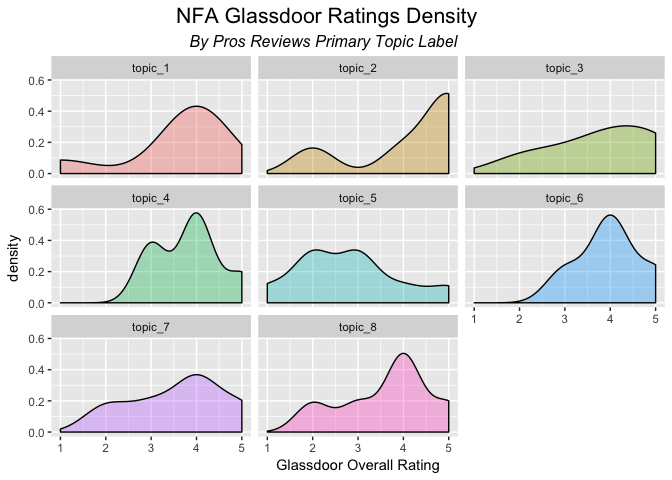 NFA Glassdoor Ratings Density
By Pros Reviews Primary Topic Label
topic_1 topic_2 topic_3
0.6
0.4
0.2
0.0
topic_4 topic_5 topic_6
0.6
0.4
0.2
0.0
1 2 3 4 5
topic_7 topic_8
0.6
0.4
0.2
0.0
1 2 3 4 5 1 2 3 4 5
density
Glassdoor Overall Rating